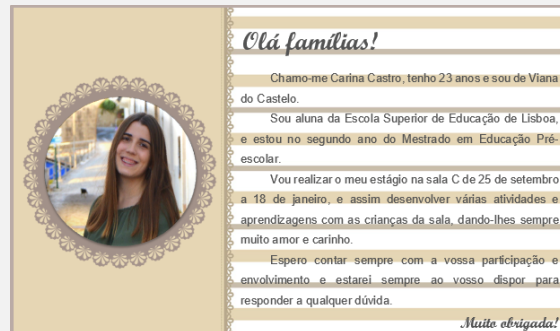 Olá famílias!
Chamo-me Carina Castro, tenho 23 anos e sou de Viana
do Castelo.
Sou aluna da Escola Superior de Educação de Lisboa,
e estou no segundo ano do Mestrado em Educação Pré-
escolar.
Vou realizar o meu estágio na sala C de 25 de setembro
a 18 de janeiro, e assim desenvolver várias atividades e
aprendizagens com as crianças da sala, dando-lhes sempre
muito amor e carinho.
Espero contar sempre com a vossa participação e
envolvimento e estarei sempre ao vosso dispor para
responder a qualquer dúvida.
Muito obrigada!